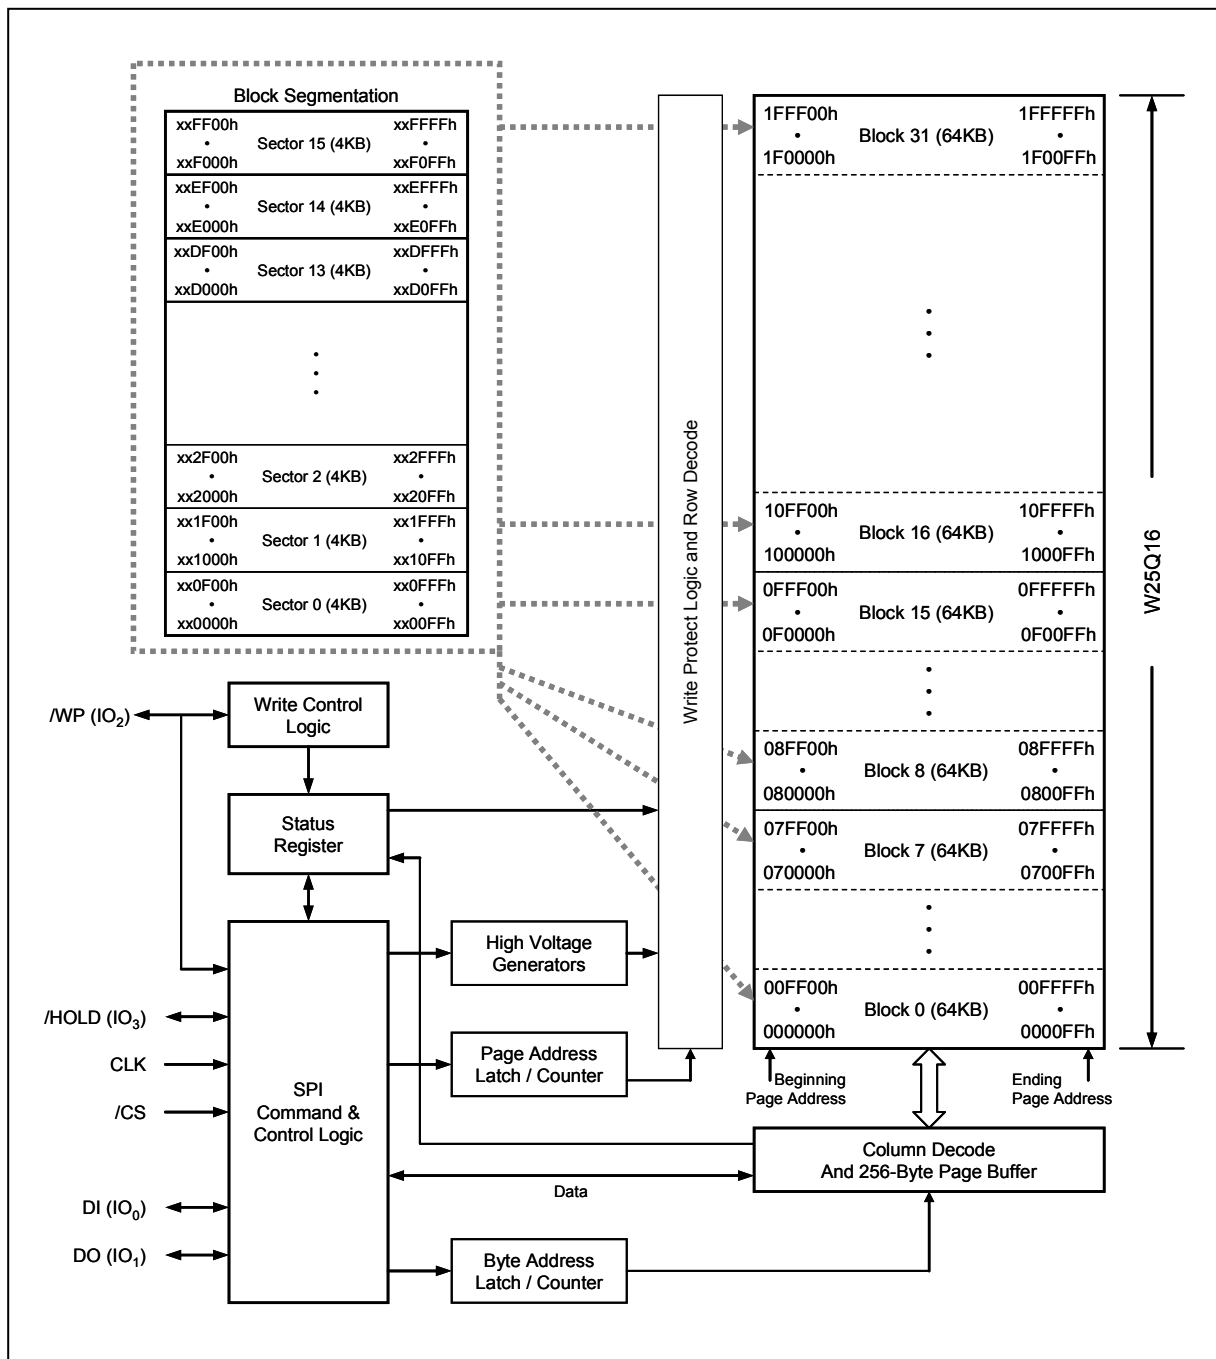 Block Segmentation
xxFF00h xxFFFFh
• Sector 15 (4KB) •
xxF000h xxF0FFh
xxEF00h xxEFFFh
• Sector 14 (4KB) •
xxE000h xxE0FFh
xxDF00h xxDFFFh
• Sector 13 (4KB) •
xxD000h xxD0FFh
xx2F00h xx2FFFh
• Sector 2 (4KB) •
xx2000h xx20FFh
xx1F00h xx1FFFh
• Sector 1 (4KB) •
xx1000h xx10FFh
xx0F00h xx0FFFh
• Sector 0 (4KB) •
xx0000h xx00FFh
Write Protect Logic and Row Decode
1FFF00h 1FFFFFh
• Block 31 (64KB) •
1F0000h 1F00FFh
10FF00h 10FFFFh
• Block 16 (64KB) •
100000h 1000FFh
0FFF00h 0FFFFFh
• Block 15 (64KB) •
0F0000h 0F00FFh
08FF00h 08FFFFh
• Block 8 (64KB) •
080000h 0800FFh
07FF00h 07FFFFh
• Block 7 (64KB) •
070000h 0700FFh
00FF00h 00FFFFh
• Block 0 (64KB) •
000000h 0000FFh
W25Q16
Beginning
Page Address
Ending
Page Address
/WP (IO2)
Write Control
Logic
Status
Register
High Voltage
Generators
/HOLD (IO3)
CLK
/CS
Page Address
Latch / Counter
SPI
Command &
Control Logic
Column Decode
And 256-Byte Page Buffer
Data
DI (IO0)
DO (IO1)
Byte Address
Latch / Counter